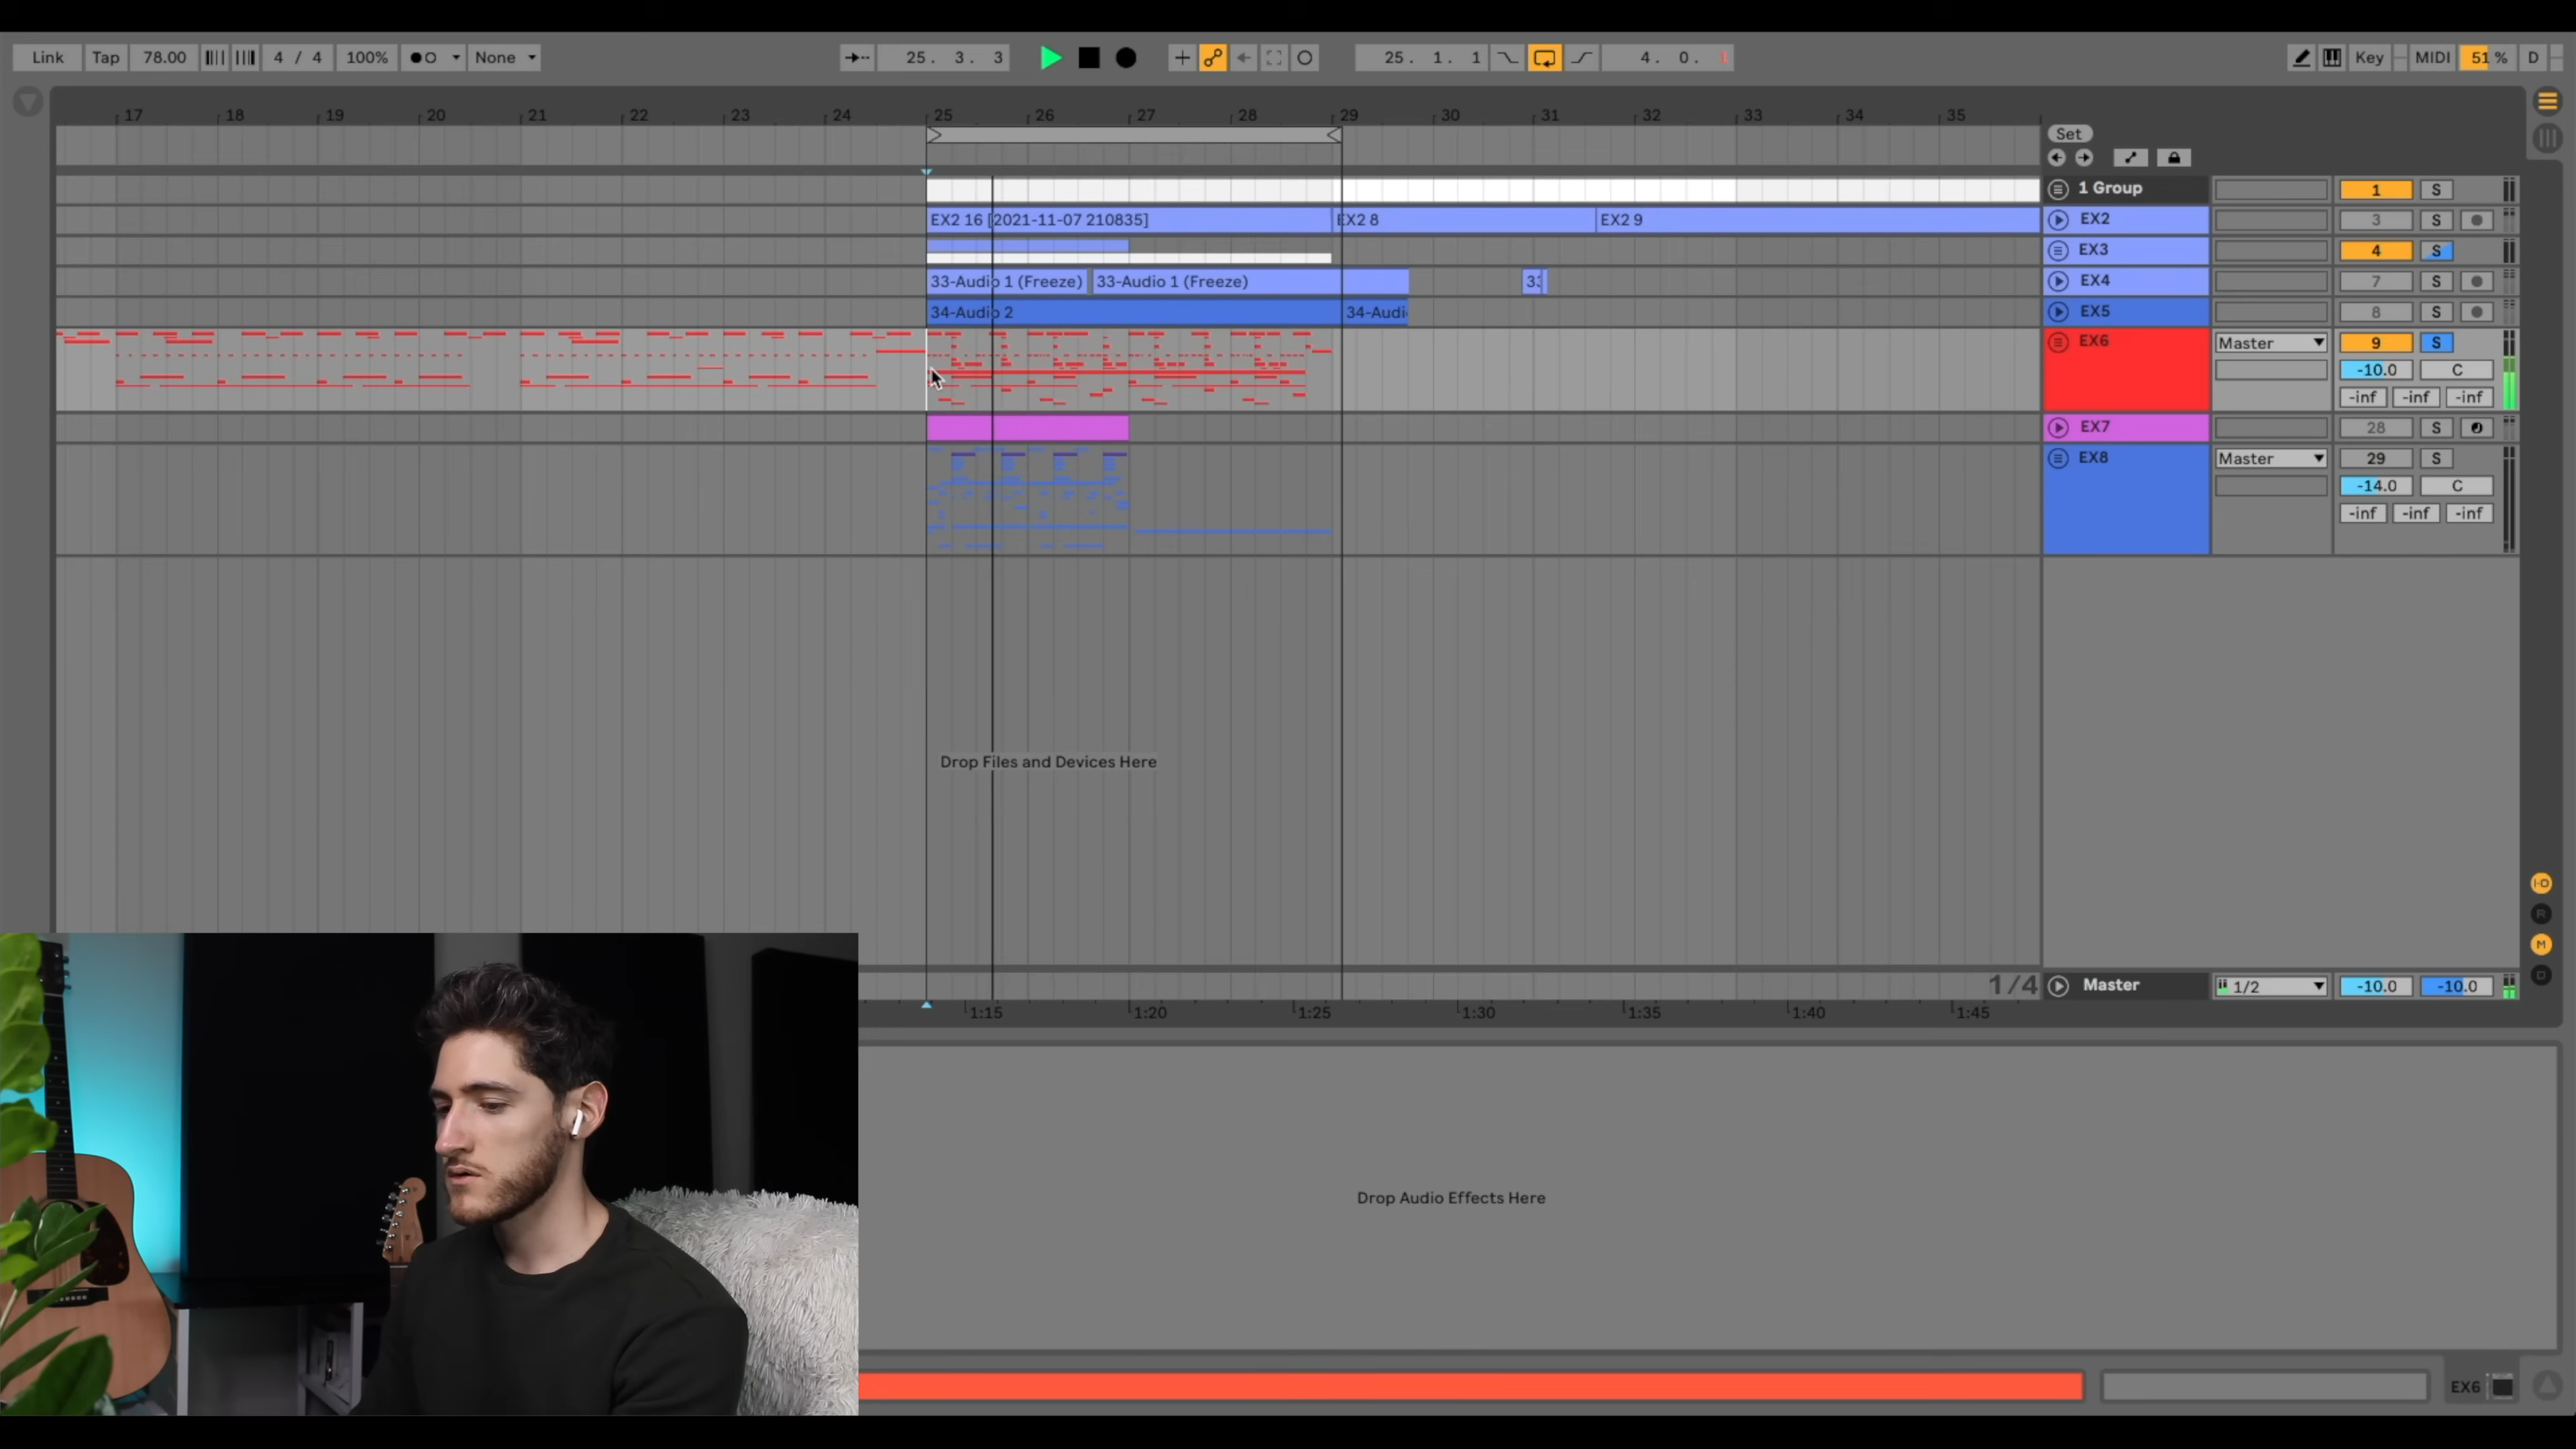 Link Tap 78.00 4 / 4 100% None 25. 3. 3 25. 1. 1 4. 0. 1 Key MIDI 51 % D
17 18 19 20 21 22 23 24 25 26 27 28 29 30 31 32 33 34 35
Set
1 Group 1 S
EX2 16 [2021-11-07 210835] EX2 8 EX2 9 EX2 3 S
EX3 4 S
33-Audio 1 (Freeze) 33-Audio 1 (Freeze) 33 EX4 7 S
34-Audio 2 34-Audi EX5 8 S
EX6 Master 9 S
-10.0 C
-inf -inf -inf
EX7 28 S
EX8 Master 29 S
-14.0 C
-inf -inf -inf
Drop Files and Devices Here
I·O
R
M
D
1/4 Master 1/2 -10.0 -10.0
1:15 1:20 1:25 1:30 1:35 1:40 1:45
Drop Audio Effects Here
EX6